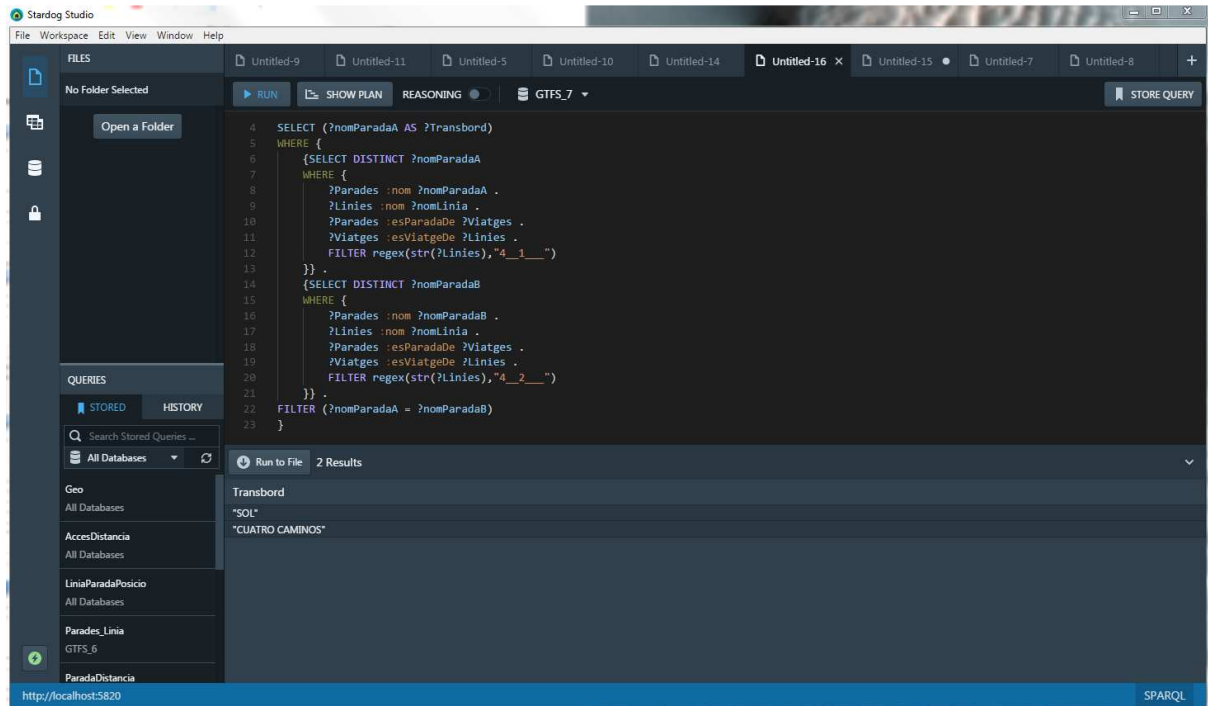 Stardog Studio
File Workspace Edit View Window Help
FILES
No Folder Selected
Open a Folder
QUERIES
STORED HISTORY
Search Stored Queries ...
All Databases
Geo
All Databases
AccesDistancia
All Databases
LiniaParadaPosicio
All Databases
Parades_Linia
GTFS_6
ParadaDistancia
Untitled-9 Untitled-11 Untitled-5 Untitled-10 Untitled-14 Untitled-16 × Untitled-15 ● Untitled-7 Untitled-8 +
RUN SHOW PLAN REASONING GTFS_7 STORE QUERY
4 SELECT (?nomParadaA AS ?Transbord)
5 WHERE {
6 {SELECT DISTINCT ?nomParadaA
7 WHERE {
8 ?Parades :nom ?nomParadaA .
9 ?Linies :nom ?nomLinia .
10 ?Parades :esParadaDe ?Viatges .
11 ?Viatges :esViatgeDe ?Linies .
12 FILTER regex(str(?Linies),"4__1___")
13 }} .
14 {SELECT DISTINCT ?nomParadaB
15 WHERE {
16 ?Parades :nom ?nomParadaB .
17 ?Linies :nom ?nomLinia .
18 ?Parades :esParadaDe ?Viatges .
19 ?Viatges :esViatgeDe ?Linies .
20 FILTER regex(str(?Linies),"4__2___")
21 }} .
22 FILTER (?nomParadaA = ?nomParadaB)
23 }
Run to File 2 Results
Transbord
"SOL"
"CUATRO CAMINOS"
http://localhost:5820 SPARQL